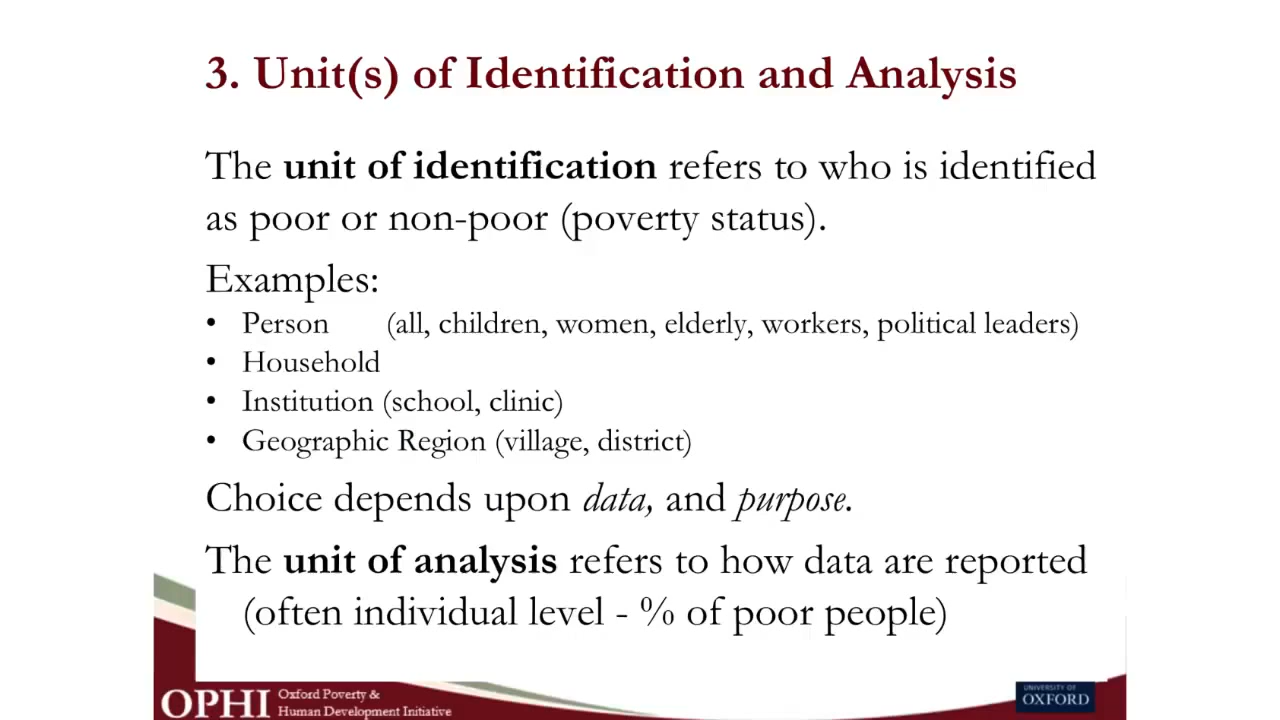 3. Unit(s) of Identification and Analysis
The unit of identification refers to who is identified
as poor or non-poor (poverty status).
Examples:
• Person (all, children, women, elderly, workers, political leaders)
• Household
• Institution (school, clinic)
• Geographic Region (village, district)
Choice depends upon data, and purpose.
The unit of analysis refers to how data are reported
(often individual level - % of poor people)
OPHI Oxford Poverty &
Human Development Initiative
UNIVERSITY OF
OXFORD